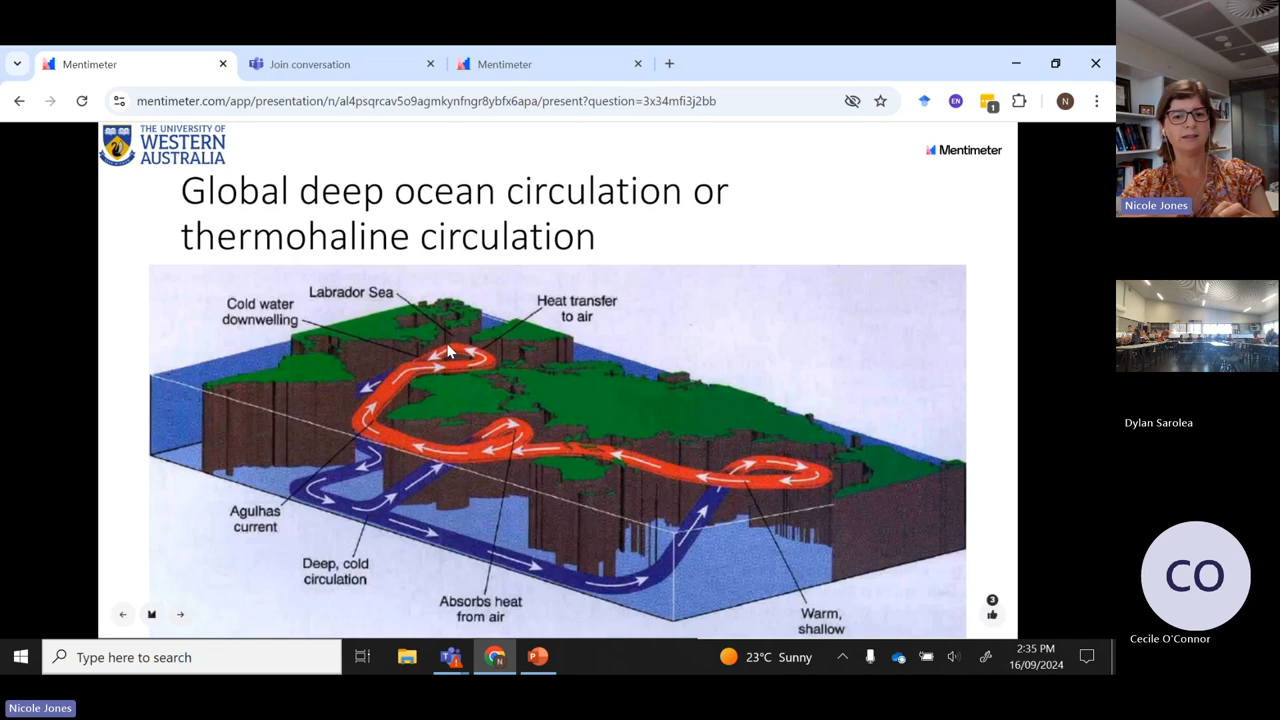 Mentimeter
Join conversation
Mentimeter
mentimeter.com/app/presentation/n/al4psqrcav5o9agmkynfngr8ybfx6apa/present?question=3x34mfi3j2bb
EN
1
N
THE UNIVERSITY OF
WESTERN
AUSTRALIA
Mentimeter
Global deep ocean circulation or
thermohaline circulation
Labrador Sea
Cold water
downwelling
Heat transfer
to air
Agulhas
current
Deep, cold
circulation
Absorbs heat
from air
Warm,
shallow
3
Type here to search
23°C Sunny
2:35 PM
16/09/2024
Nicole Jones
Dylan Sarolea
CO
Cecile O'Connor
Nicole Jones